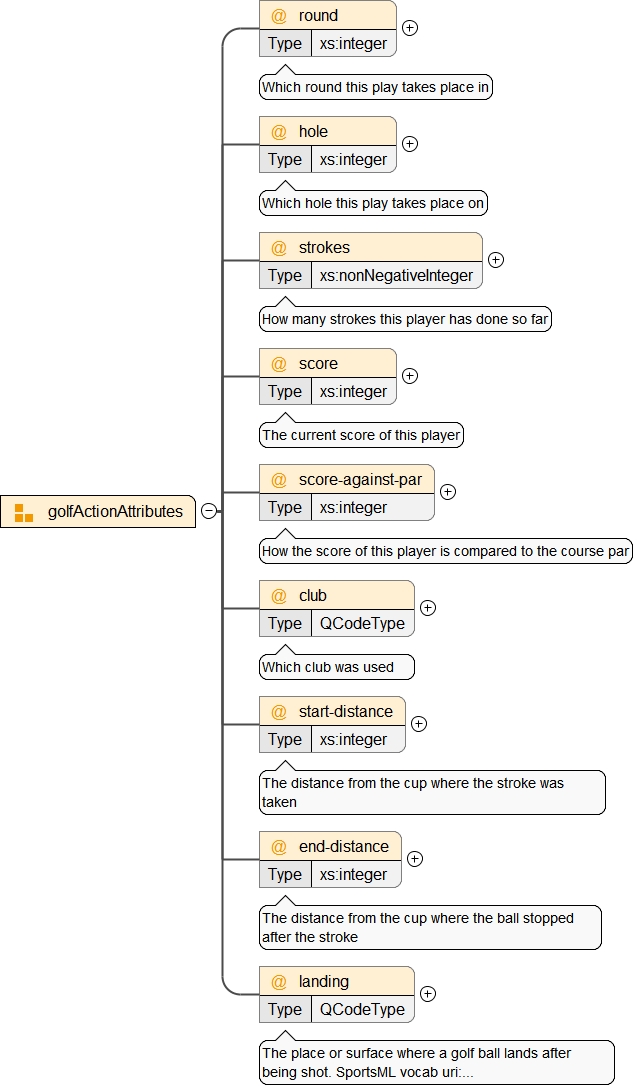 @ round
Type xs:integer
Which round this play takes place in
@ hole
Type xs:integer
Which hole this play takes place on
@ strokes
Type xs:nonNegativeInteger
How many strokes this player has done so far
@ score
Type xs:integer
The current score of this player
@ score-against-par
Type xs:integer
golfActionAttributes
How the score of this player is compared to the course par
@ club
Type QCodeType
Which club was used
@ start-distance
Type xs:integer
The distance from the cup where the stroke was
taken
@ end-distance
Type xs:integer
The distance from the cup where the ball stopped
after the stroke
@ landing
Type QCodeType
The place or surface where a golf ball lands after
being shot. SportsML vocab uri:...